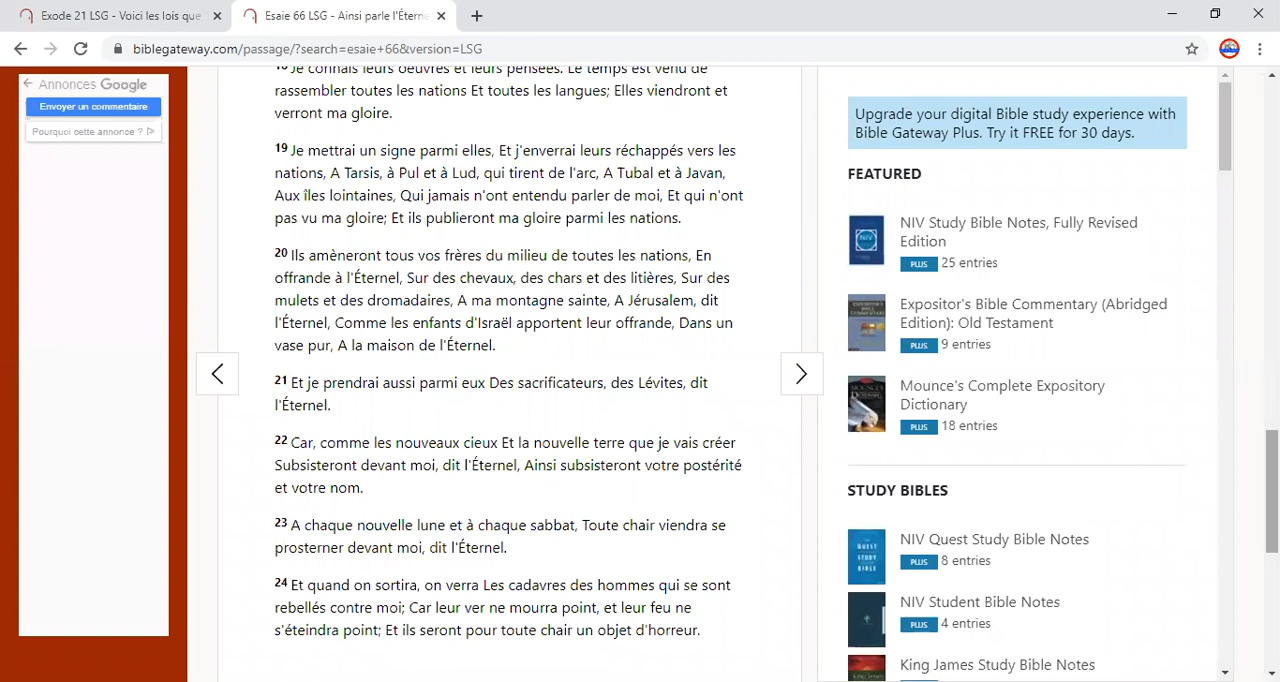 Exode 21 LSG - Voici les lois que
Esaie 66 LSG - Ainsi parle l'Éterne
biblegateway.com/passage/?search=esaie+66&version=LSG
Annonces Google
Envoyer un commentaire
Pourquoi cette annonce ?
Je connais leurs oeuvres et leurs pensées. Le temps est venu de
rassembler toutes les nations Et toutes les langues; Elles viendront et
verront ma gloire.
19 Je mettrai un signe parmi elles, Et j'enverrai leurs réchappés vers les
nations, A Tarsis, à Pul et à Lud, qui tirent de l'arc, A Tubal et à Javan,
Aux îles lointaines, Qui jamais n'ont entendu parler de moi, Et qui n'ont
pas vu ma gloire; Et ils publieront ma gloire parmi les nations.
20 Ils amèneront tous vos frères du milieu de toutes les nations, En
offrande à l'Éternel, Sur des chevaux, des chars et des litières, Sur des
mulets et des dromadaires, A ma montagne sainte, A Jérusalem, dit
l'Éternel, Comme les enfants d'Israël apportent leur offrande, Dans un
vase pur, A la maison de l'Éternel.
21 Et je prendrai aussi parmi eux Des sacrificateurs, des Lévites, dit
l'Éternel.
22 Car, comme les nouveaux cieux Et la nouvelle terre que je vais créer
Subsisteront devant moi, dit l'Éternel, Ainsi subsisteront votre postérité
et votre nom.
23 A chaque nouvelle lune et à chaque sabbat, Toute chair viendra se
prosterner devant moi, dit l'Éternel.
24 Et quand on sortira, on verra Les cadavres des hommes qui se sont
rebellés contre moi; Car leur ver ne mourra point, et leur feu ne
s'éteindra point; Et ils seront pour toute chair un objet d'horreur.
Upgrade your digital Bible study experience with
Bible Gateway Plus. Try it FREE for 30 days.
FEATURED
NIV Study Bible Notes, Fully Revised
Edition
PLUS 25 entries
Expositor's Bible Commentary (Abridged
Edition): Old Testament
PLUS 9 entries
Mounce's Complete Expository
Dictionary
PLUS 18 entries
STUDY BIBLES
NIV Quest Study Bible Notes
PLUS 8 entries
NIV Student Bible Notes
PLUS 4 entries
King James Study Bible Notes